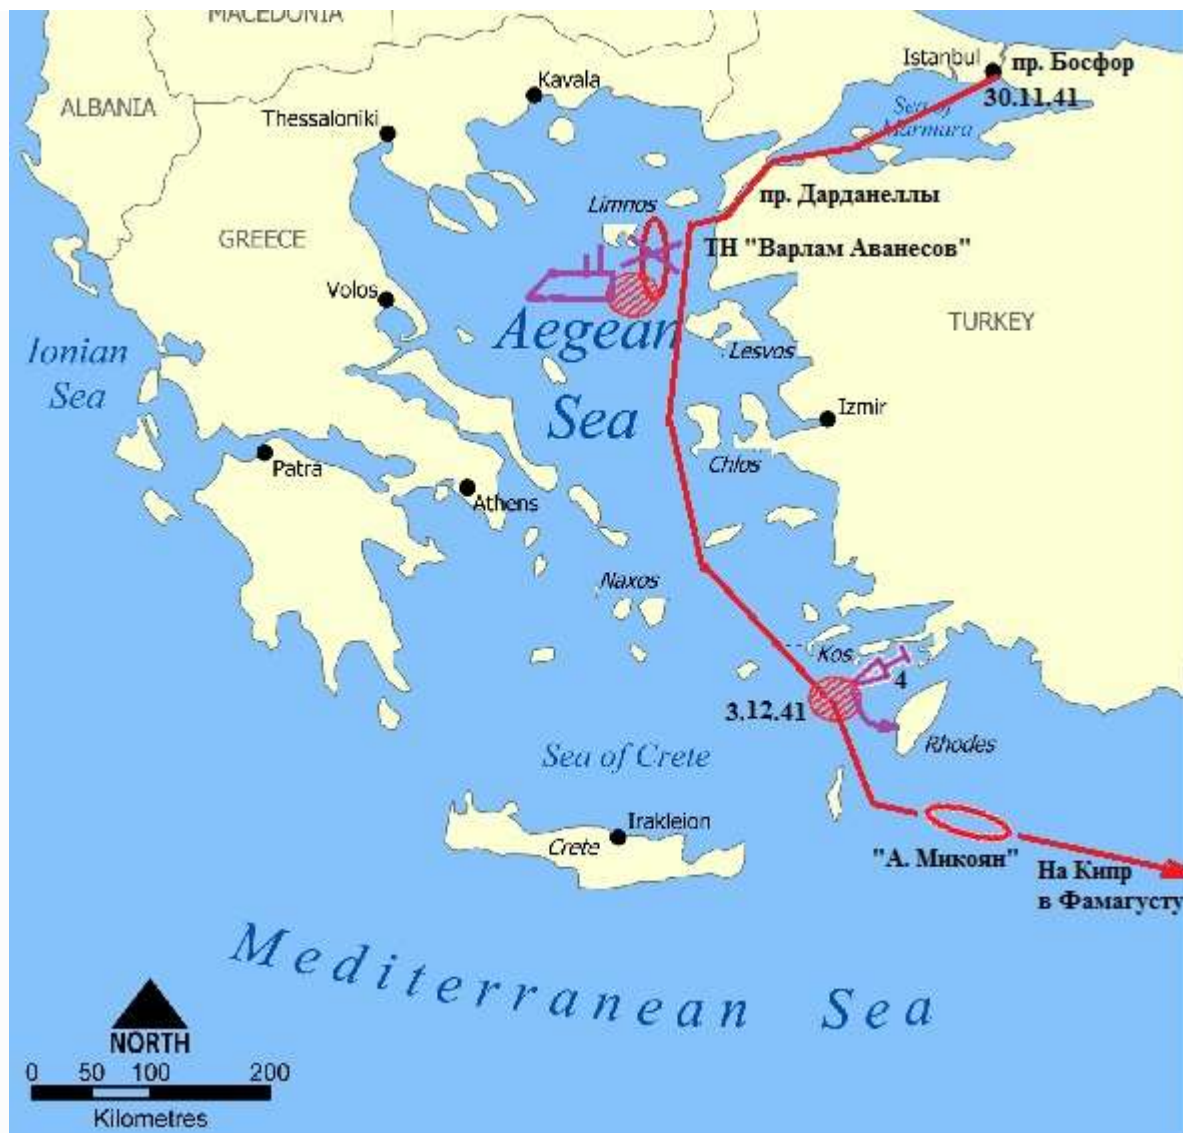 MACEDONIA
Istanbul
пр. Босфор
30.11.41
Kavala
ALBANIA
Thessaloniki
Sea of
Marmara
пр. Дарданеллы
Limnos
GREECE
ТН "Варлам Аванесов"
Volos
Aegean
Sea
TURKEY
Ionian
Sea
Lesvos
Izmir
Chlos
Patra
Athens
Naxos
Kos
4
3.12.41
Rhodes
Sea of Crete
Irakleion
Crete
"А. Микоян"
На Кипр
в Фамагусту
Mediterranean Sea
NORTH
0 50 100 200
Kilometres